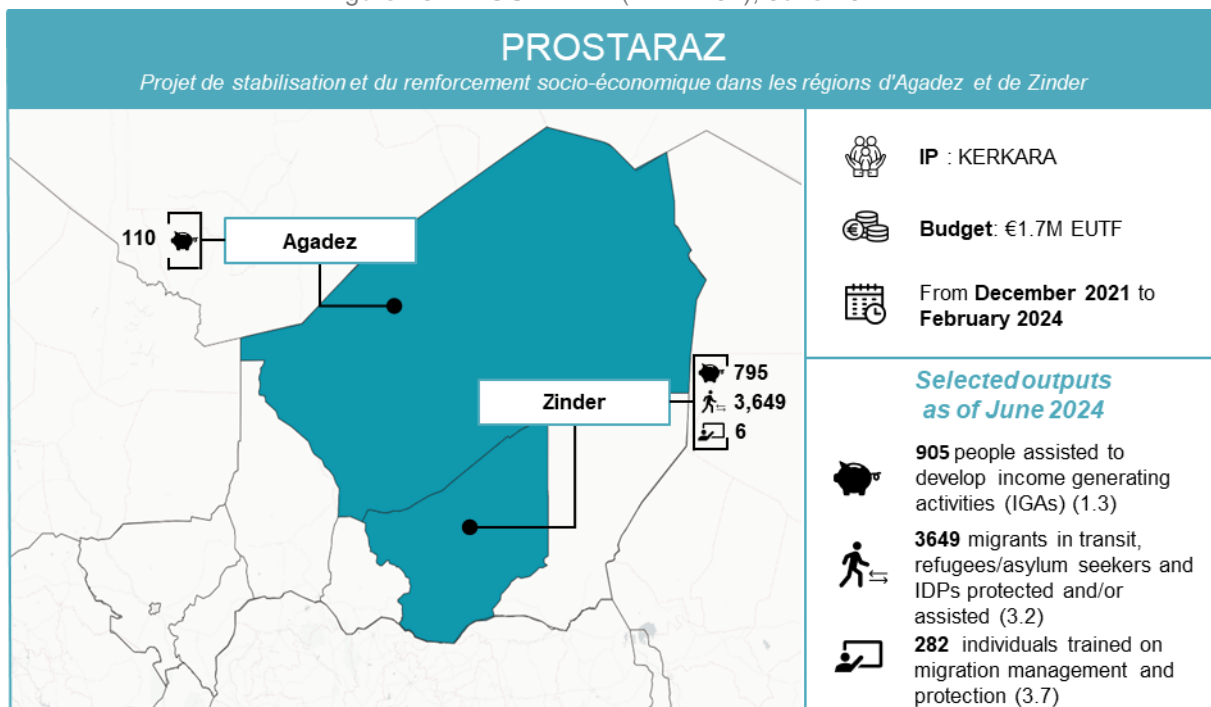 PROSTARAZ
Projet de stabilisation et du renforcement socio-économique dans les régions d'Agadez et de Zinder
110
Agadez
Zinder
795
3,649
6
IP : KERKARA
Budget: €1.7M EUTF
From December 2021 to
February 2024
Selected outputs
as of June 2024
905 people assisted to
develop income generating
activities (IGAs) (1.3)
3649 migrants in transit,
refugees/asylum seekers and
IDPs protected and/or
assisted (3.2)
282 individuals trained on
migration management and
protection (3.7)